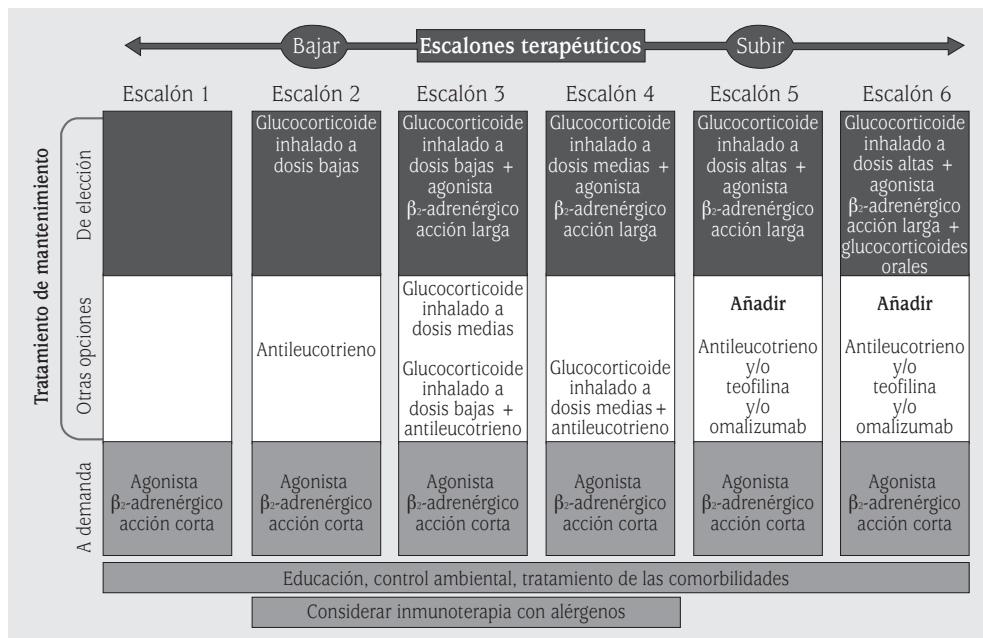 Bajar
Escalones terapéuticos
Subir
Escalón 1
Escalón 2
Escalón 3
Escalón 4
Escalón 5
Escalón 6
Tratamiento de mantenimiento
De elección
Glucocorticoide
inhalado a
dosis bajas
Glucocorticoide
inhalado a
dosis bajas +
agonista
β₂-adrenérgico
acción larga
Glucocorticoide
inhalado a
dosis medias +
agonista
β₂-adrenérgico
acción larga
Glucocorticoide
inhalado a
dosis altas +
agonista
β₂-adrenérgico
acción larga
Glucocorticoide
inhalado a
dosis altas +
agonista
β₂-adrenérgico
acción larga +
glucocorticoides
orales
Otras opciones
Antileucotrieno
Glucocorticoide
inhalado a
dosis medias
Glucocorticoide
inhalado a
dosis bajas +
antileucotrieno
Glucocorticoide
inhalado a
dosis medias +
antileucotrieno
Añadir
Antileucotrieno
y/o
teofilina
y/o
omalizumab
Añadir
Antileucotrieno
y/o
teofilina
y/o
omalizumab
A demanda
Agonista
β₂-adrenérgico
acción corta
Agonista
β₂-adrenérgico
acción corta
Agonista
β₂-adrenérgico
acción corta
Agonista
β₂-adrenérgico
acción corta
Agonista
β₂-adrenérgico
acción corta
Agonista
β₂-adrenérgico
acción corta
Educación, control ambiental, tratamiento de las comorbilidades
Considerar inmunoterapia con alérgenos